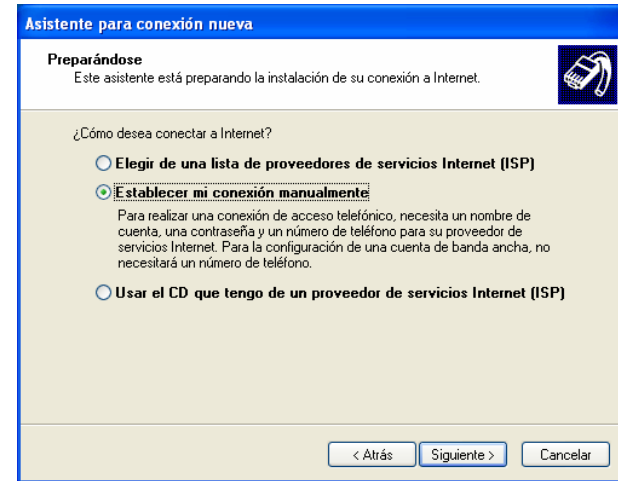 Asistente para conexión nueva
Preparándose
Este asistente está preparando la instalación de su conexión a Internet.
¿Cómo desea conectar a Internet?
Elegir de una lista de proveedores de servicios Internet (ISP)
Establecer mi conexión manualmente
Para realizar una conexión de acceso telefónico, necesita un nombre de
cuenta, una contraseña y un número de teléfono para su proveedor de
servicios Internet. Para la configuración de una cuenta de banda ancha, no
necesitará un número de teléfono.
Usar el CD que tengo de un proveedor de servicios Internet (ISP)
< Atrás Siguiente > Cancelar